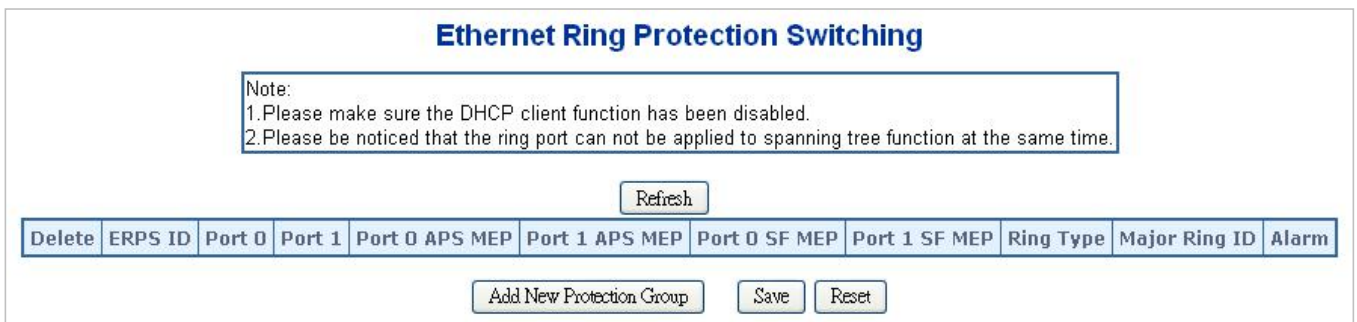 Ethernet Ring Protection Switching
Note:
1.Please make sure the DHCP client function has been disabled.
2.Please be noticed that the ring port can not be applied to spanning tree function at the same time.
Refresh
Delete ERPS ID Port 0 Port 1 Port 0 APS MEP Port 1 APS MEP Port 0 SF MEP Port 1 SF MEP Ring Type Major Ring ID Alarm
Add New Protection Group Save Reset